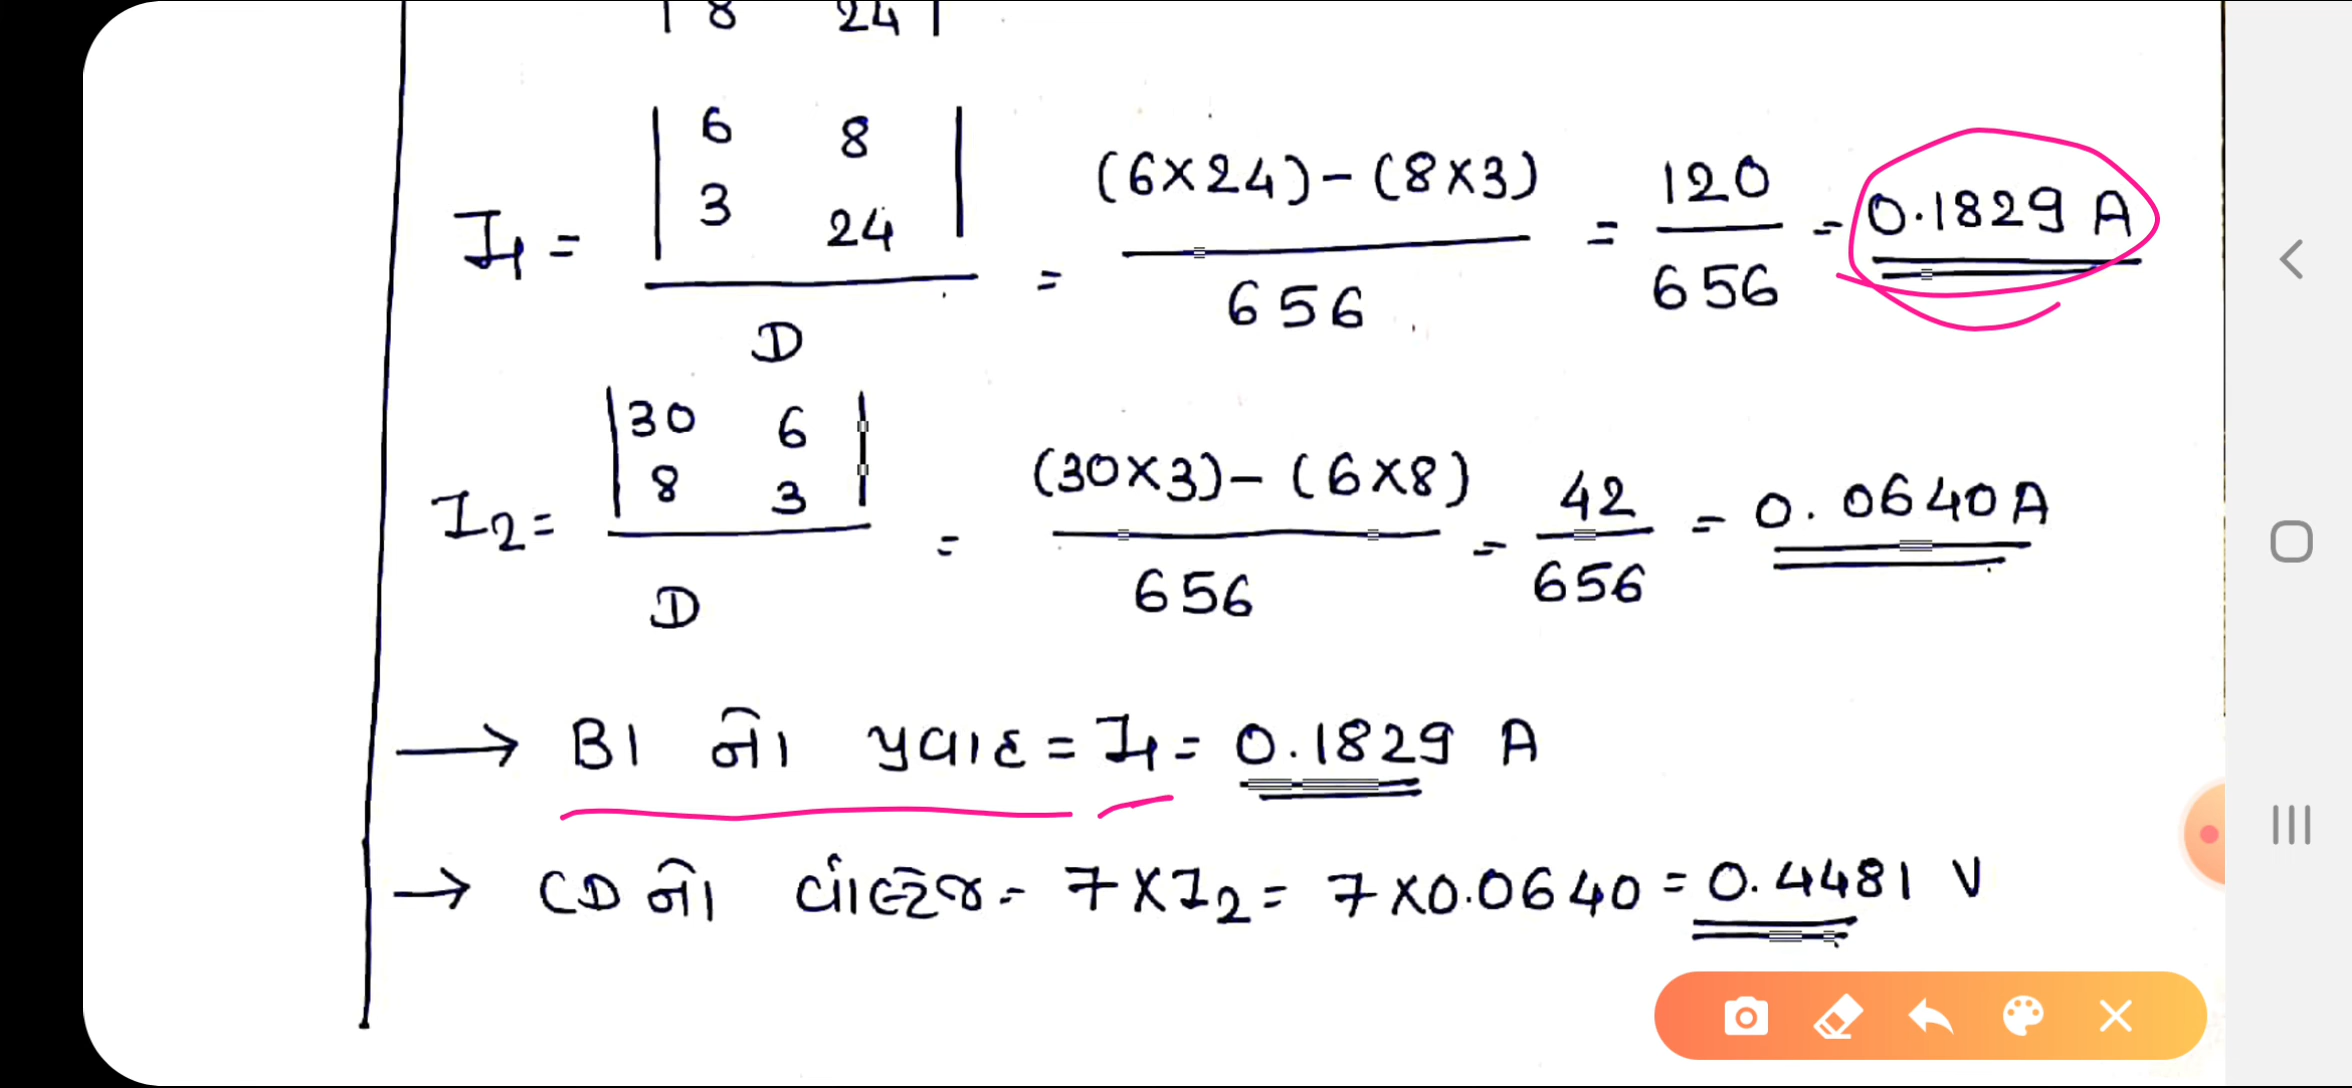 | 8 24 |
I1 = | 6 8 | = (6×24) - (8×3) = 120 = 0.1829 A
| 3 24 |
D 656 656
I2 = | 30 6 | = (30×3) - (6×8) = 42 = 0.0640 A
| 8 3 |
D 656 656
→ B1 નો પ્રવાહ = I1 = 0.1829 A
→ CD નો વોલ્ટેજ = 7 × I2 = 7 × 0.0640 = 0.4481 V